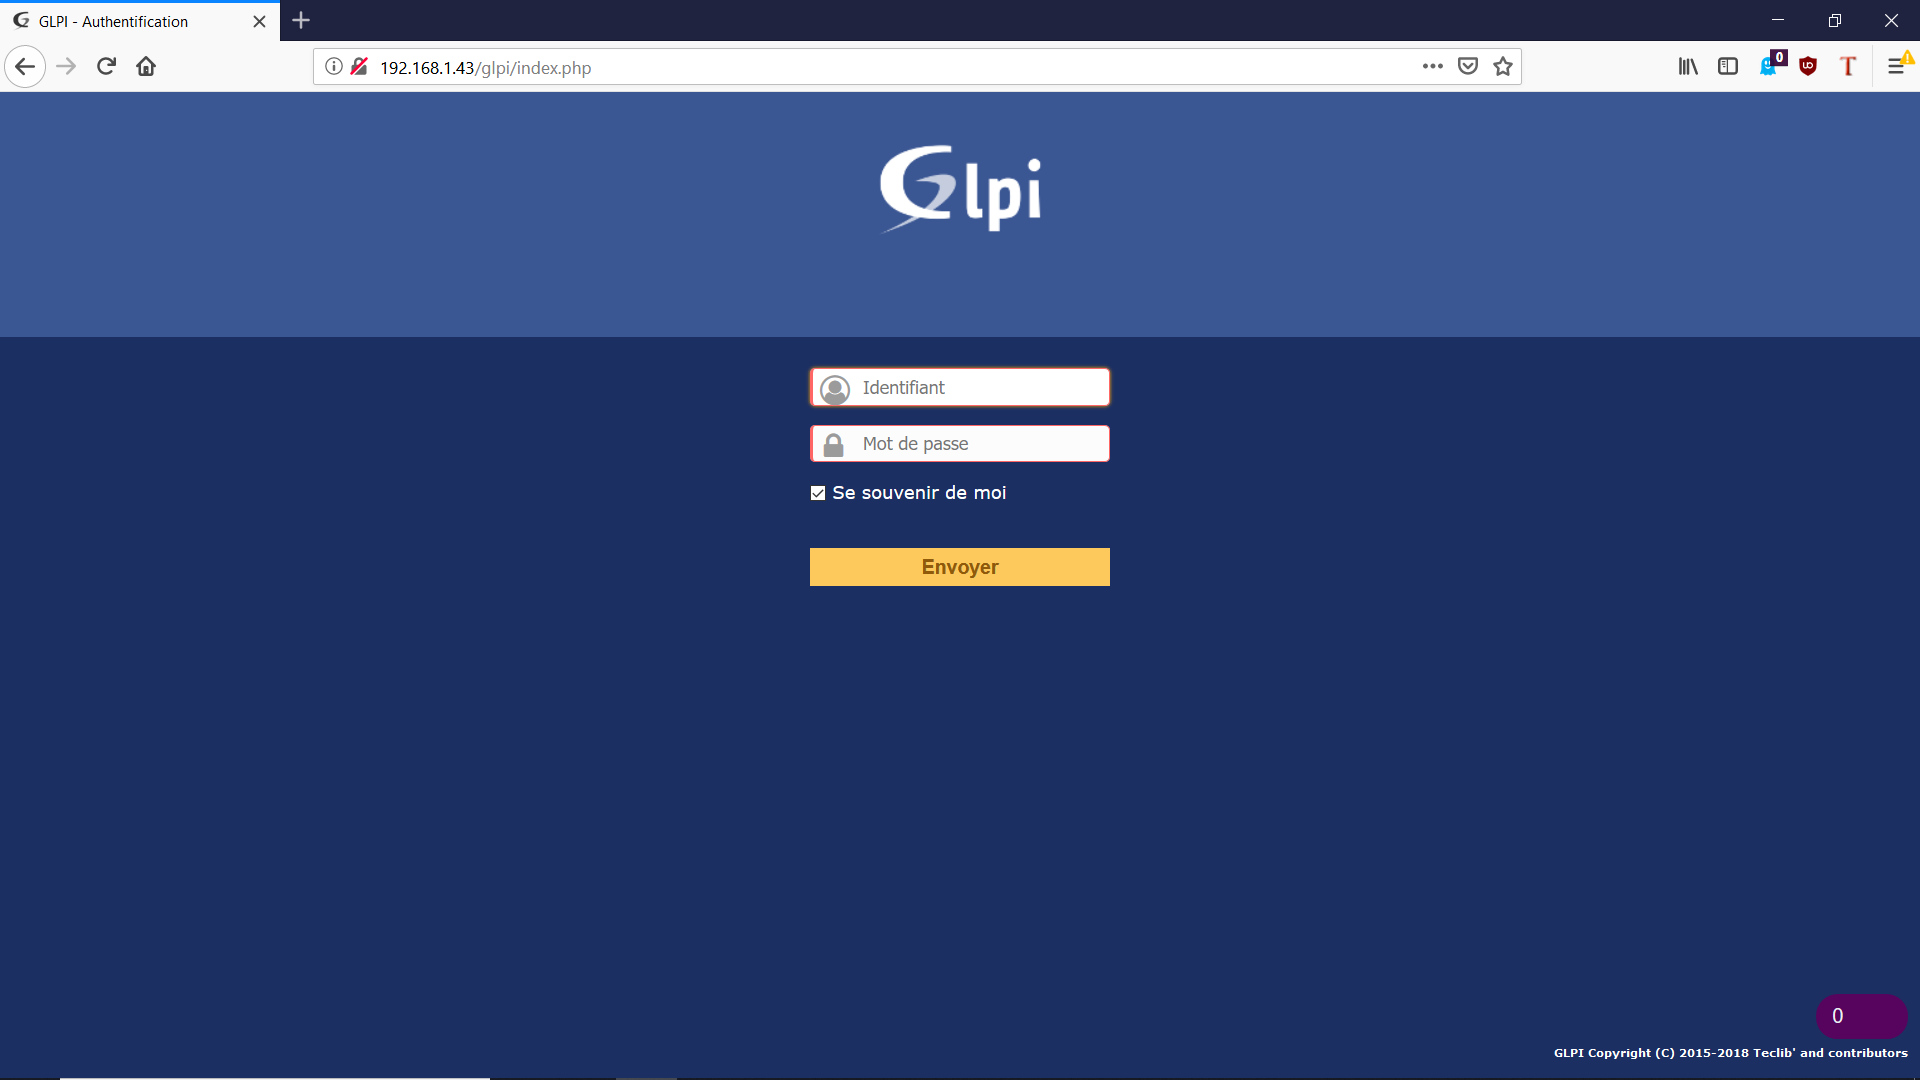 GLPI - Authentification
192.168.1.43/glpi/index.php
0
T
Glpi
Identifiant
Mot de passe
Se souvenir de moi
Envoyer
0
GLPI Copyright (C) 2015-2018 Teclib' and contributors